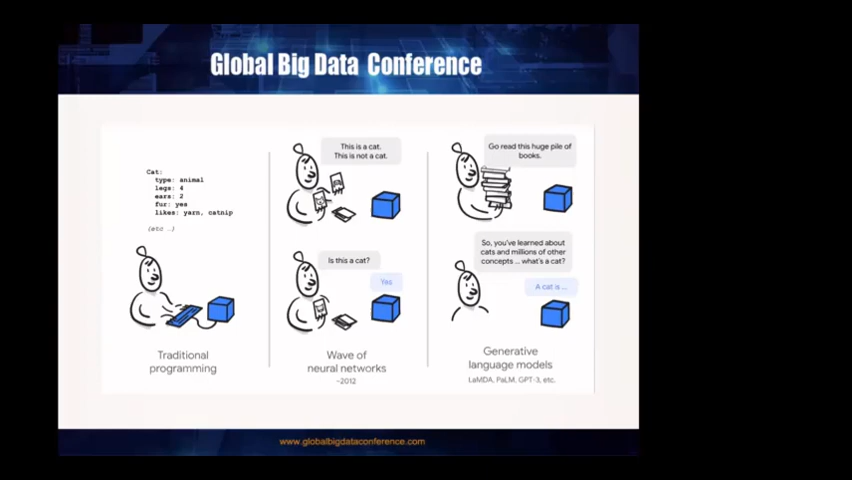 Global Big Data Conference
Cat:
type: animal
legs: 4
ears: 2
fur: yes
likes: yarn, catnip
(etc ..)
Traditional
programming
This is a cat.
This is not a cat.
Is this a cat?
Yes
Wave of
neural networks
~2012
Go read this huge pile of
books.
So, you've learned about
cats and millions of other
concepts ... what's a cat?
A cat is ...
Generative
language models
LaMDA, PaLM, GPT-3, etc.
www.globalbigdataconference.com